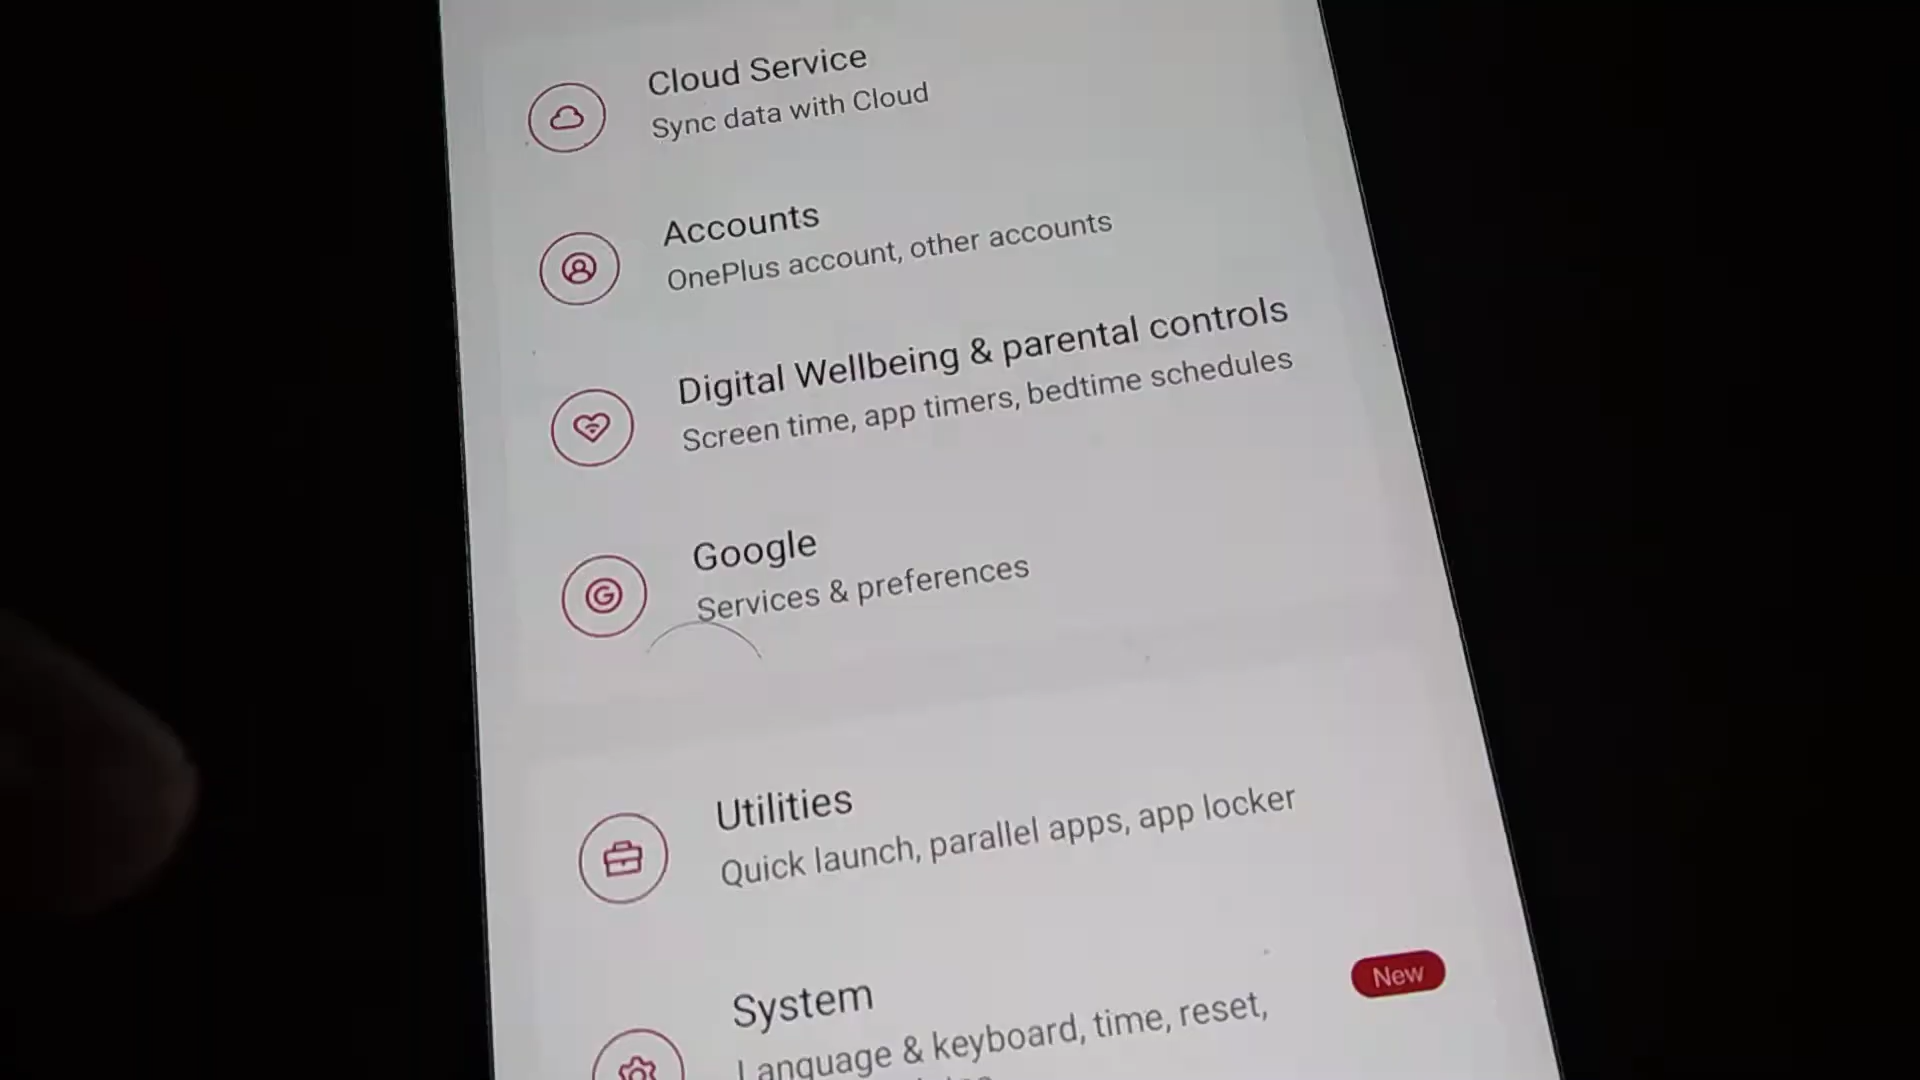 Cloud Service
Sync data with Cloud
Accounts
OnePlus account, other accounts
Digital Wellbeing & parental controls
Screen time, app timers, bedtime schedules
Google
Services & preferences
Utilities
Quick launch, parallel apps, app locker
System
New
Language & keyboard, time, reset,